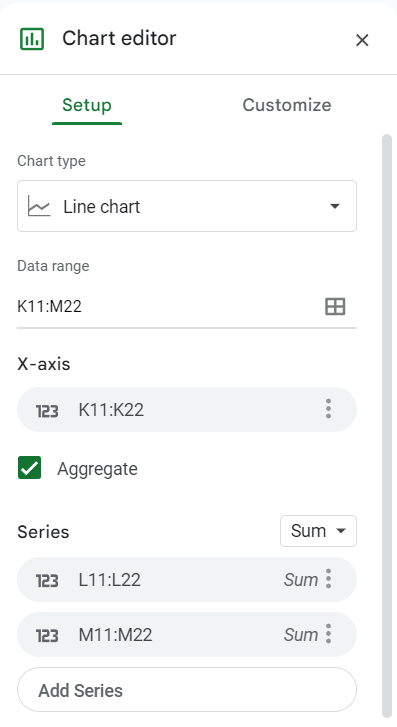 Chart editor
Setup Customize
Chart type
Line chart
Data range
K11:M22
X-axis
123 K11:K22
Aggregate
Series Sum
123 L11:L22 Sum
123 M11:M22 Sum
Add Series